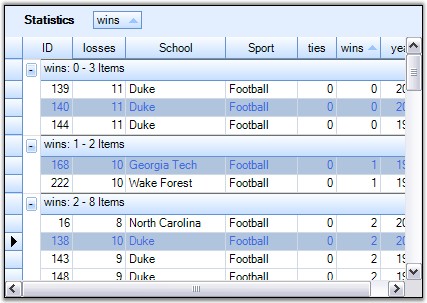 Statistics wins
ID losses School Sport ties wins yea
wins: 0 - 3 Items
139 11 Duke Football 0 0 20
140 11 Duke Football 0 0 20
144 11 Duke Football 0 0 19
wins: 1 - 2 Items
168 10 Georgia Tech Football 0 1 19
222 10 Wake Forest Football 0 1 19
wins: 2 - 8 Items
16 8 North Carolina Football 0 2 20
138 10 Duke Football 0 2 20
143 9 Duke Football 0 2 19
148 9 Duke Football 0 2 19